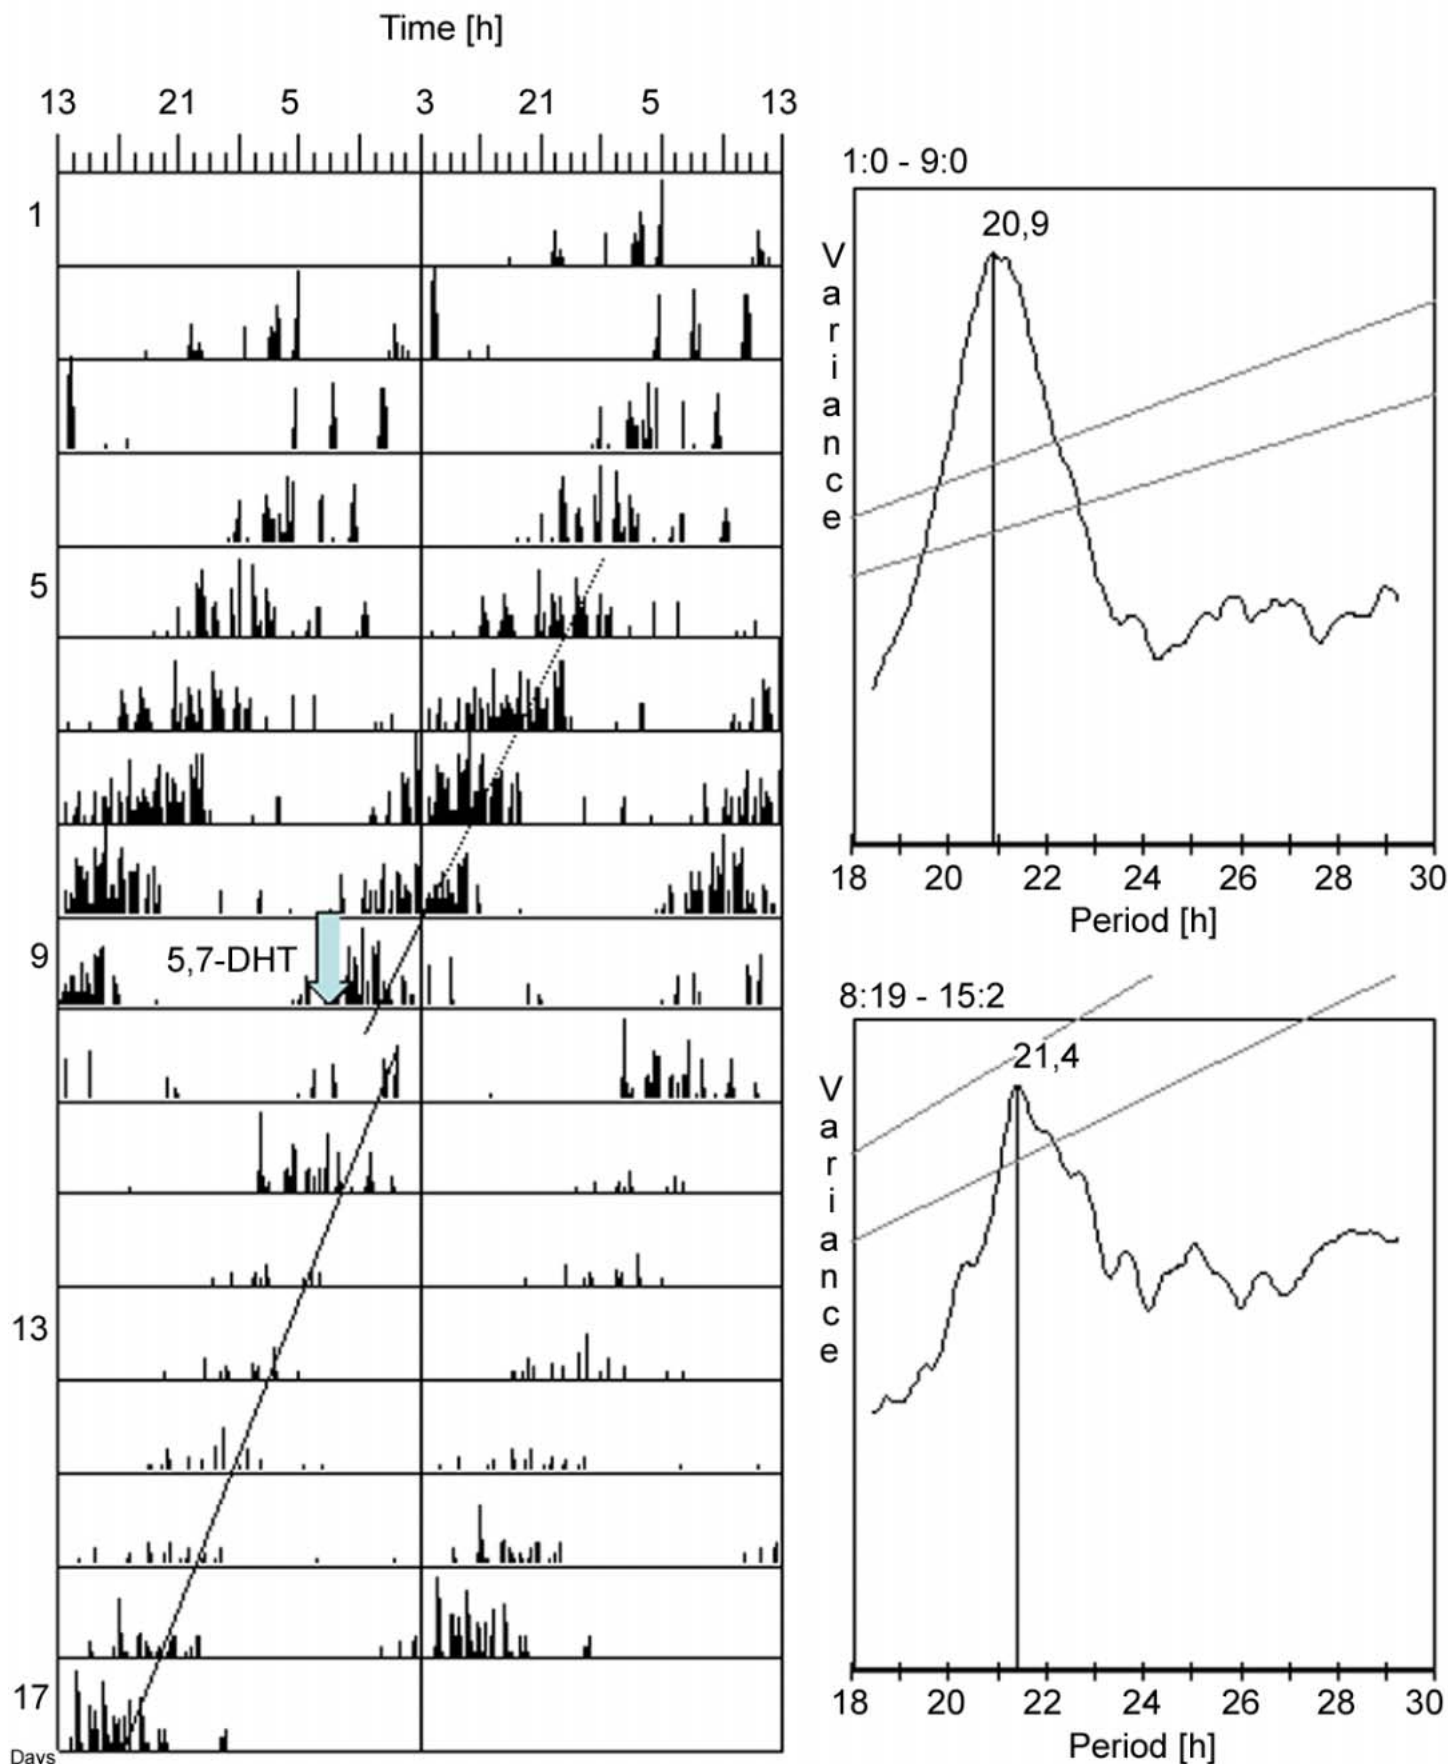 Time [h]
13 21 5 3 21 5 13
1
5
9
13
17
Days
5,7-DHT
1:0 - 9:0
20,9
Variance
18 20 22 24 26 28 30
Period [h]
8:19 - 15:2
21,4
Variance
18 20 22 24 26 28 30
Period [h]